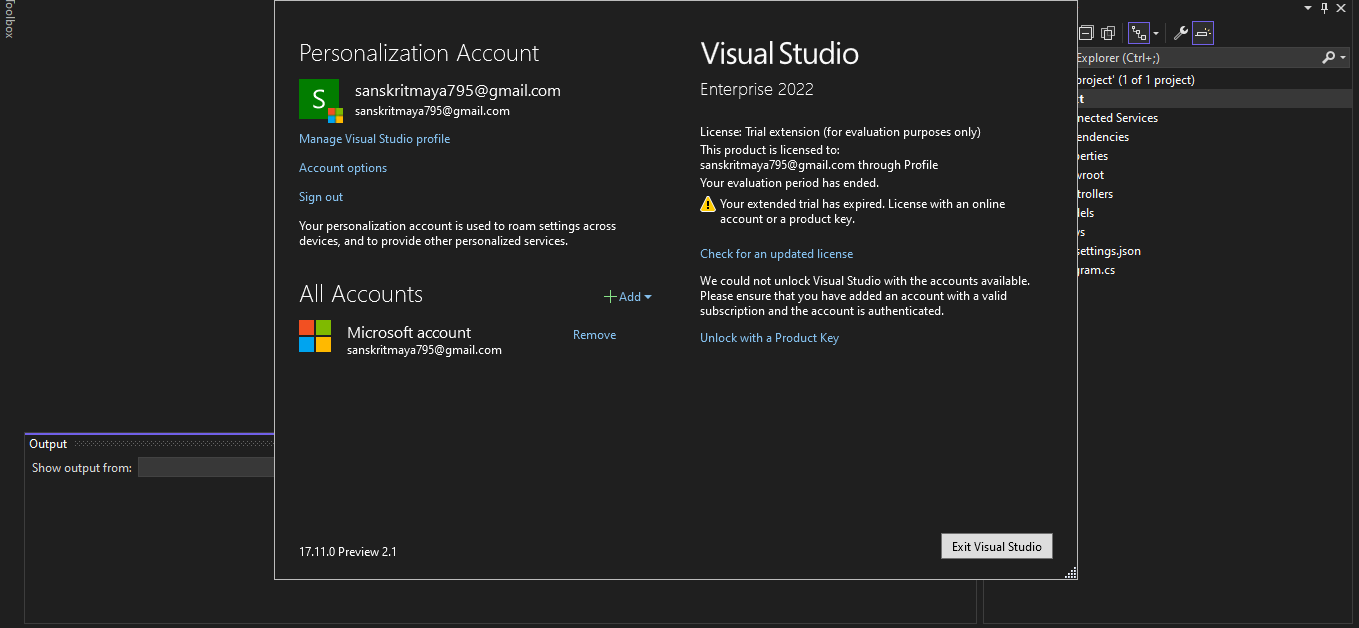 Toolbox
Personalization Account
S
sanskritmaya795@gmail.com
sanskritmaya795@gmail.com
Manage Visual Studio profile
Account options
Sign out
Your personalization account is used to roam settings across
devices, and to provide other personalized services.
All Accounts
Add
Microsoft account
sanskritmaya795@gmail.com
Remove
17.11.0 Preview 2.1
Visual Studio
Enterprise 2022
License: Trial extension (for evaluation purposes only)
This product is licensed to:
sanskritmaya795@gmail.com through Profile
Your evaluation period has ended.
Your extended trial has expired. License with an online
account or a product key.
Check for an updated license
We could not unlock Visual Studio with the accounts available.
Please ensure that you have added an account with a valid
subscription and the account is authenticated.
Unlock with a Product Key
Exit Visual Studio
Explorer (Ctrl+;)
project' (1 of 1 project)
ct
nnected Services
endencies
perties
wroot
trollers
dels
ws
settings.json
gram.cs
Output
Show output from: